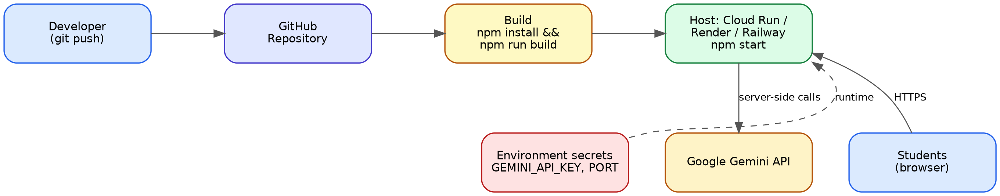 Developer
(git push)
GitHub
Repository
Build
npm install &&
npm run build
Host: Cloud Run /
Render / Railway
npm start
server-side calls
runtime
HTTPS
Environment secrets
GEMINI_API_KEY, PORT
Google Gemini API
Students
(browser)